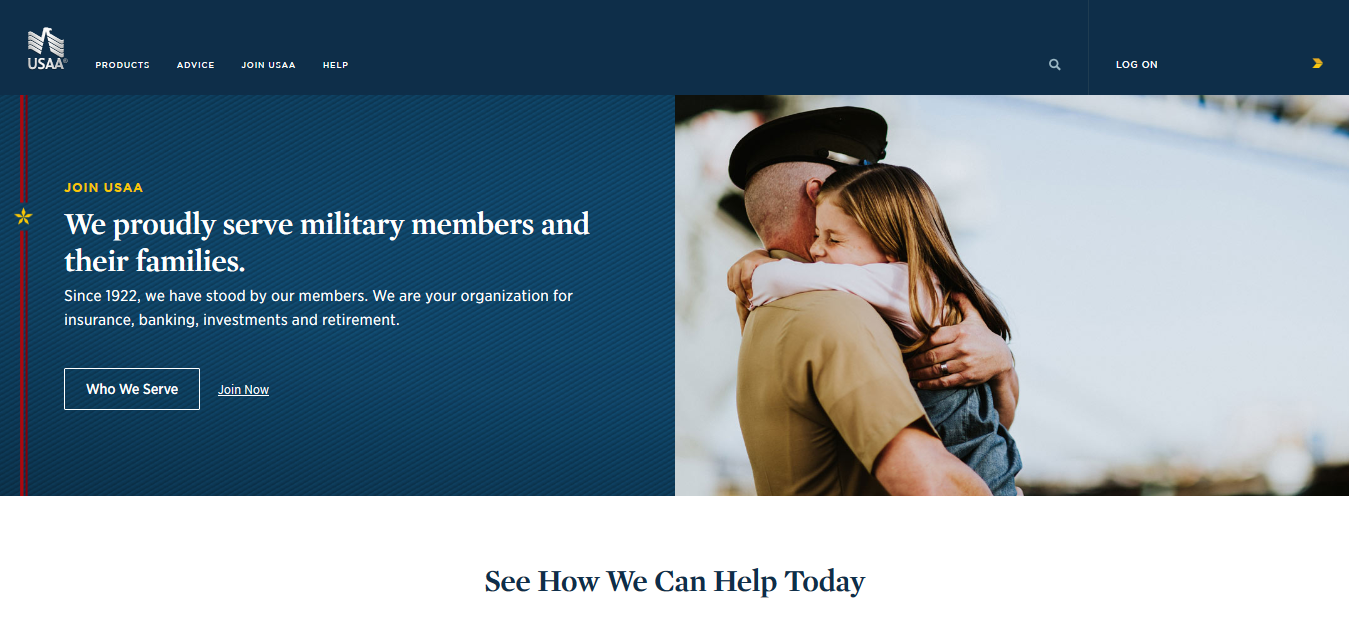 USAA®
PRODUCTS
ADVICE
JOIN USAA
HELP
LOG ON
JOIN USAA
We proudly serve military members and
their families.
Since 1922, we have stood by our members. We are your organization for
insurance, banking, investments and retirement.
Who We Serve
Join Now
See How We Can Help Today